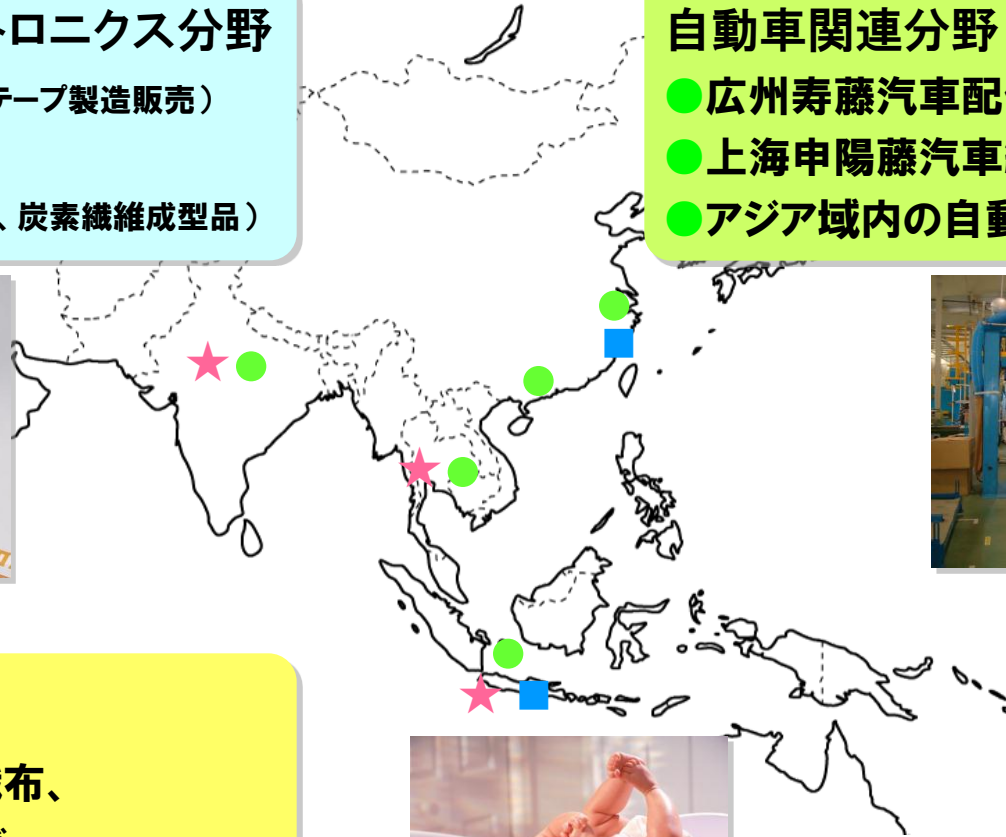 トロニクス分野
テープ製造販売）
、炭素繊維成型品）
自動車関連分野
●広州寿藤汽車配
●上海申陽藤汽車
●アジア域内の自動
布、